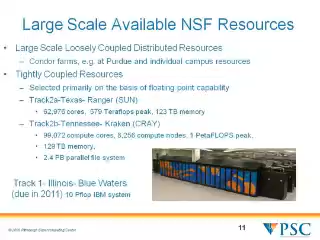 Large Scale Available NSF Resources
• Large Scale Loosely Coupled Distributed Resources
– Condor farms, e.g. at Purdue and individual campus resources
• Tightly Coupled Resources
– Selected primarily on the basis of floating point capability
– Track2a-Texas- Ranger (SUN)
• 62,976 cores, 579 Teraflops peak, 123 TB memory
– Track2b-Tennessee- Kraken (CRAY)
• 99,072 compute cores, 8,256 compute nodes, 1 PetaFLOPS peak,
• 129 TB memory,
• 2.4 PB parallel file system
Track 1- Illinois- Blue Waters
(due in 2011) 10 Pflop IBM system
Pittsburgh Supercomputing Center
11
PSC